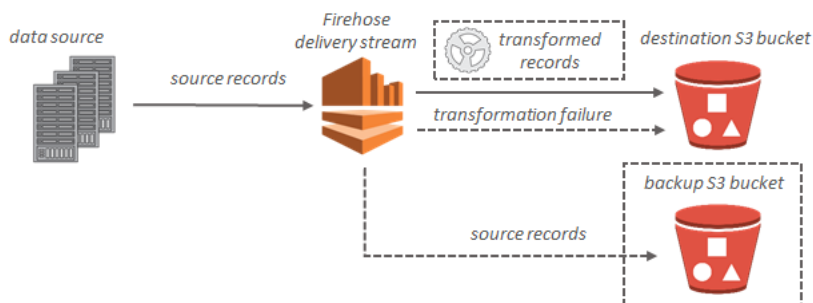 data source
source records
Firehose
delivery stream
transformed
records
destination S3 bucket
transformation failure
backup S3 bucket
source records